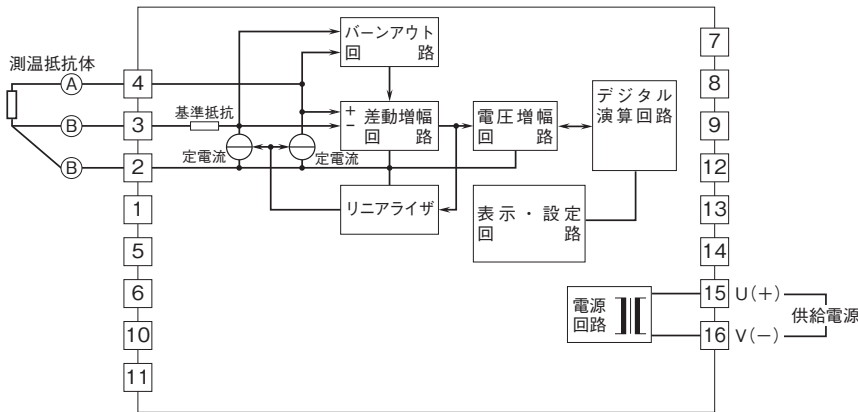 測温抵抗体
A
B
B
4
3
2
1
5
6
10
11
基準抵抗
定電流
定電流
バーンアウト
回路
+
−
差動増幅
回路
リニアライザ
電圧増幅
回路
デジタル
演算回路
表示・設定
回路
電源
回路
7
8
9
12
13
14
15
U(+)
16
V(−)
供給電源